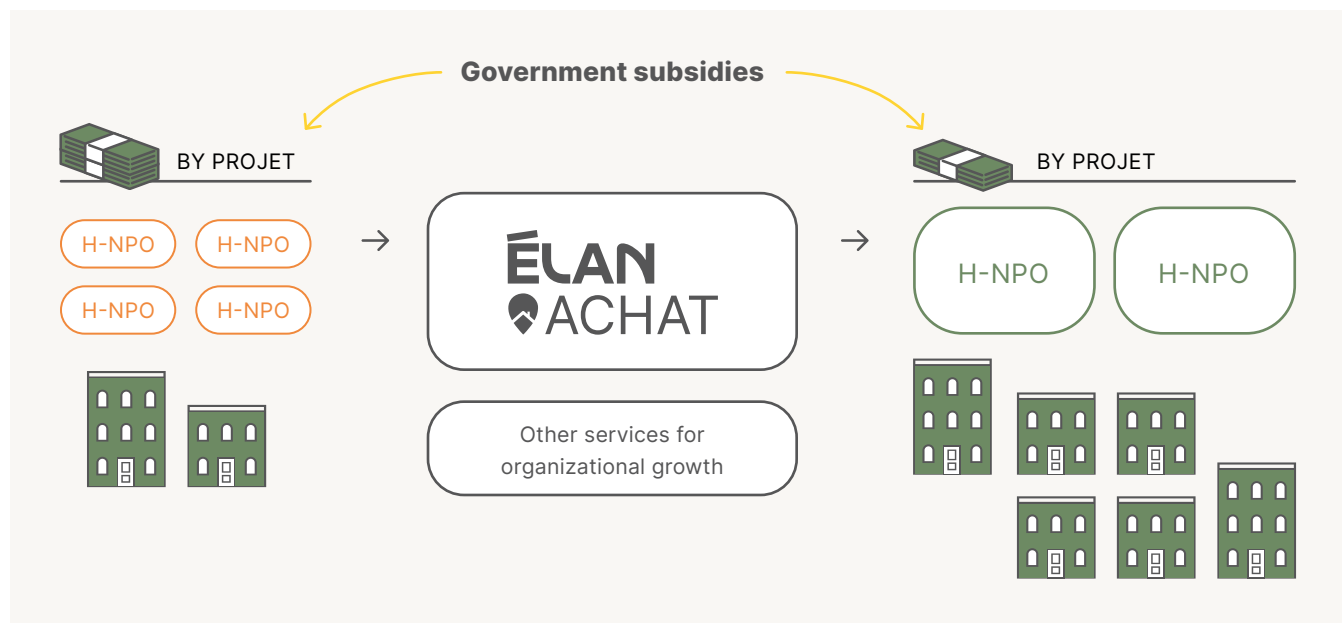 Government subsidies
BY PROJET
BY PROJET
H-NPO
H-NPO
H-NPO
H-NPO
ÉLAN
ACHAT
Other services for
organizational growth
H-NPO
H-NPO